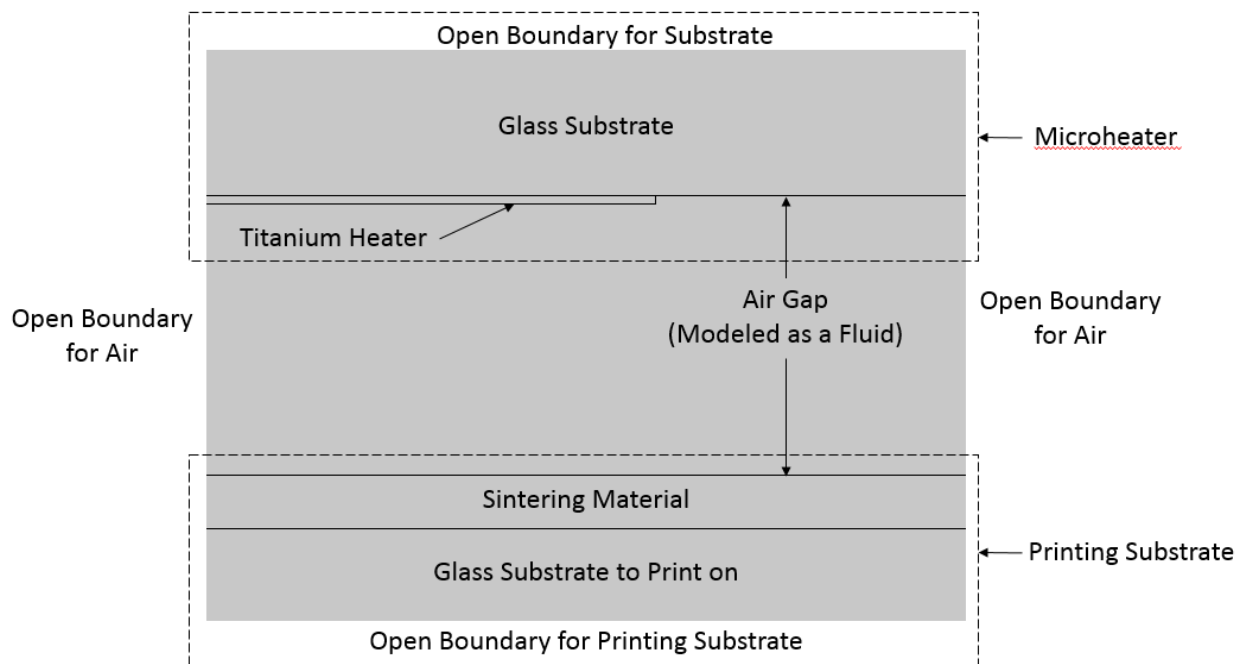 Open Boundary for Substrate
Glass Substrate
Microheater
Titanium Heater
Open Boundary
for Air
Air Gap
(Modeled as a Fluid)
Open Boundary
for Air
Sintering Material
Printing Substrate
Glass Substrate to Print on
Open Boundary for Printing Substrate